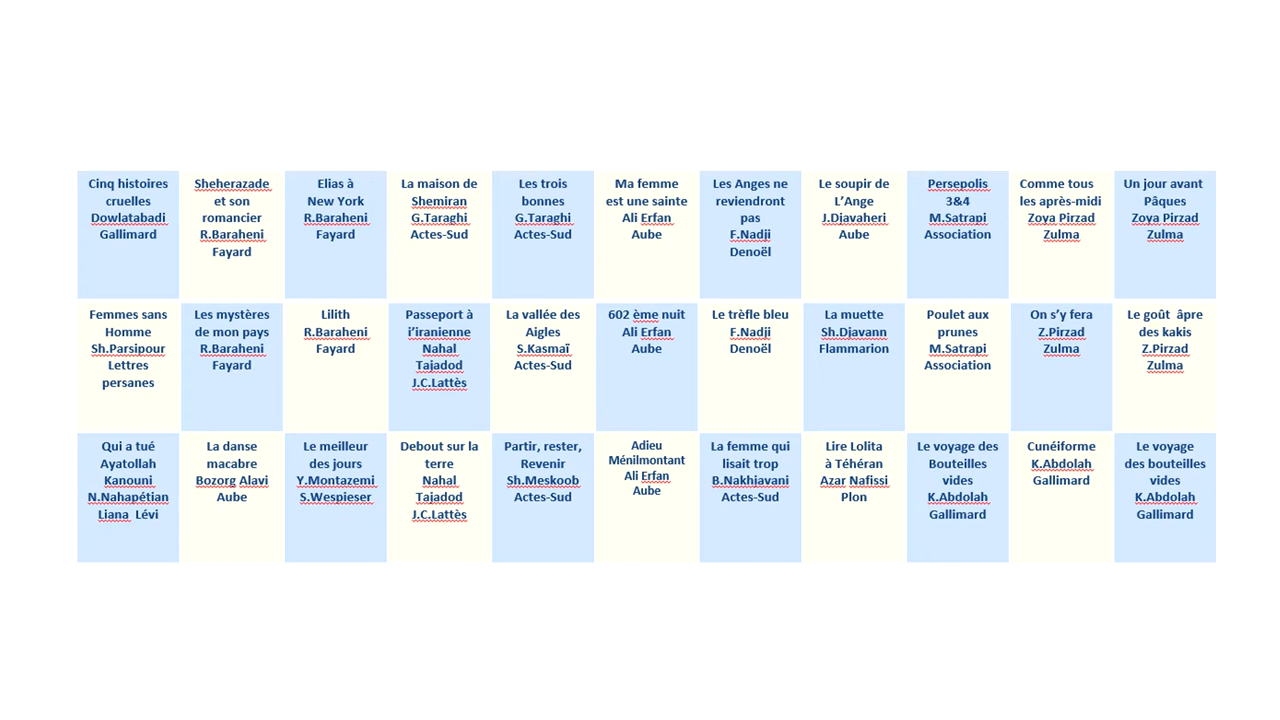 Cinq histoires
cruelles
Dowlatabadi
Gallimard
Sheherazade
et son
romancier
R.Baraheni
Fayard
Elias à
New York
R.Baraheni
Fayard
La maison de
Shemiran
G.Taraghi
Actes-Sud
Les trois
bonnes
G.Taraghi
Actes-Sud
Ma femme
est une sainte
Ali Erfan
Aube
Les Anges ne
reviendront
pas
F.Nadji
Denoël
Le soupir de
L'Ange
J.Djavaheri
Aube
Persepolis
3&4
M.Satrapi
Association
Comme tous
les après-midi
Zoya Pirzad
Zulma
Un jour avant
Pâques
Zoya Pirzad
Zulma
Femmes sans
Homme
Sh.Parsipour
Lettres
persanes
Les mystères
de mon pays
R.Baraheni
Fayard
Lilith
R.Baraheni
Fayard
Passeport à
i'iranienne
Nahal
Tajadod
J.C.Lattès
La vallée des
Aigles
S.Kasmaï
Actes-Sud
602 ème nuit
Ali Erfan
Aube
Le trèfle bleu
F.Nadji
Denoël
La muette
Sh.Djavann
Flammarion
Poulet aux
prunes
M.Satrapi
Association
On s'y fera
Z.Pirzad
Zulma
Le goût âpre
des kakis
Z.Pirzad
Zulma
Qui a tué
Ayatollah
Kanouni
N.Nahapétian
Liana Lévi
La danse
macabre
Bozorg Alavi
Aube
Le meilleur
des jours
Y.Montazemi
S.Wespieser
Debout sur la
terre
Nahal
Tajadod
J.C.Lattès
Partir, rester,
Revenir
Sh.Meskoob
Actes-Sud
Adieu
Ménilmontant
Ali Erfan
Aube
La femme qui
lisait trop
B.Nakhjavani
Actes-Sud
Lire Lolita
à Téhéran
Azar Nafissi
Plon
Le voyage des
Bouteilles
vides
K.Abdolah
Gallimard
Cunéiforme
K.Abdolah
Gallimard
Le voyage
des bouteilles
vides
K.Abdolah
Gallimard